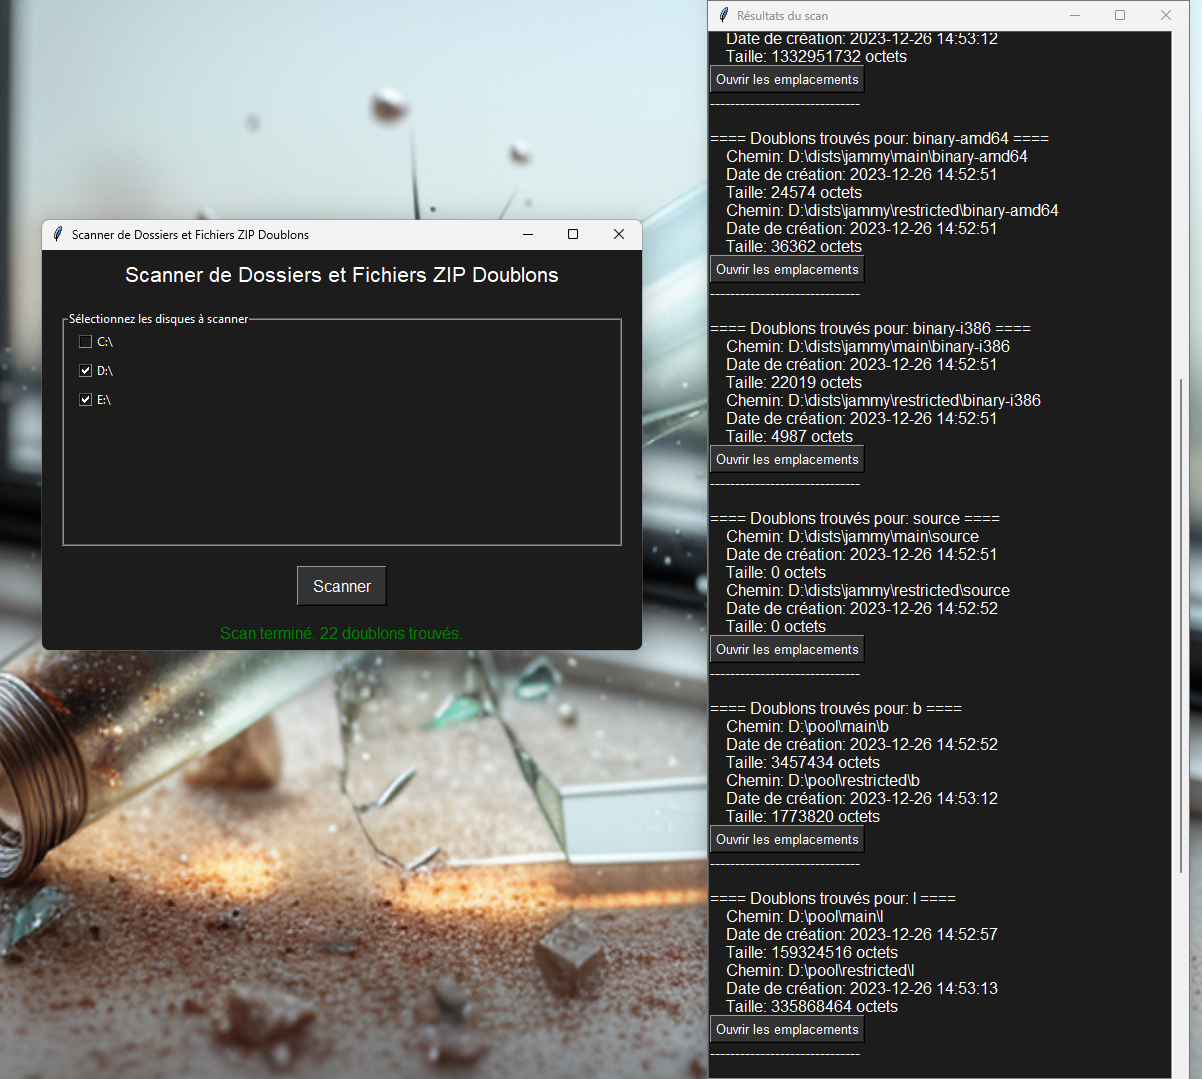 Scanner de Dossiers et Fichiers ZIP Doublons
Scanner de Dossiers et Fichiers ZIP Doublons
Sélectionnez les disques à scanner
C:\
D:\
E:\
Scanner
Scan terminé. 22 doublons trouvés.
Résultats du scan
Date de création: 2023-12-26 14:53:12
Taille: 1332951732 octets
Ouvrir les emplacements
------------------------------
==== Doublons trouvés pour: binary-amd64 ====
Chemin: D:\dists\jammy\main\binary-amd64
Date de création: 2023-12-26 14:52:51
Taille: 24574 octets
Chemin: D:\dists\jammy\restricted\binary-amd64
Date de création: 2023-12-26 14:52:51
Taille: 36362 octets
Ouvrir les emplacements
------------------------------
==== Doublons trouvés pour: binary-i386 ====
Chemin: D:\dists\jammy\main\binary-i386
Date de création: 2023-12-26 14:52:51
Taille: 22019 octets
Chemin: D:\dists\jammy\restricted\binary-i386
Date de création: 2023-12-26 14:52:51
Taille: 4987 octets
Ouvrir les emplacements
------------------------------
==== Doublons trouvés pour: source ====
Chemin: D:\dists\jammy\main\source
Date de création: 2023-12-26 14:52:51
Taille: 0 octets
Chemin: D:\dists\jammy\restricted\source
Date de création: 2023-12-26 14:52:52
Taille: 0 octets
Ouvrir les emplacements
------------------------------
==== Doublons trouvés pour: b ====
Chemin: D:\pool\main\b
Date de création: 2023-12-26 14:52:52
Taille: 3457434 octets
Chemin: D:\pool\restricted\b
Date de création: 2023-12-26 14:53:12
Taille: 1773820 octets
Ouvrir les emplacements
------------------------------
==== Doublons trouvés pour: l ====
Chemin: D:\pool\main\l
Date de création: 2023-12-26 14:52:57
Taille: 159324516 octets
Chemin: D:\pool\restricted\l
Date de création: 2023-12-26 14:53:13
Taille: 335868464 octets
Ouvrir les emplacements
------------------------------